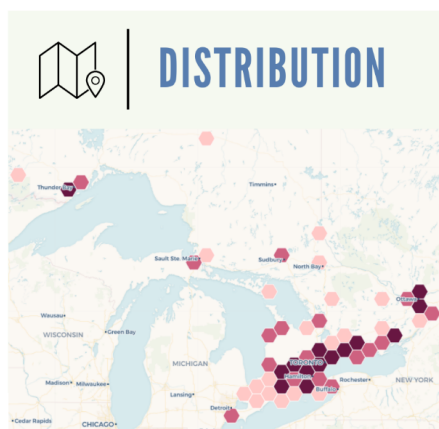 DISTRIBUTION
Thunder Bay
Timmins
Sault Ste. Marie
Sudbury
North Bay
Ottawa
Wausau
WISCONSIN
Green Bay
MICHIGAN
TORONTO
Hamilton
Buffalo
Rochester
NEW YORK
Madison
Milwaukee
Lansing
Detroit
Cedar Rapids
CHICAGO